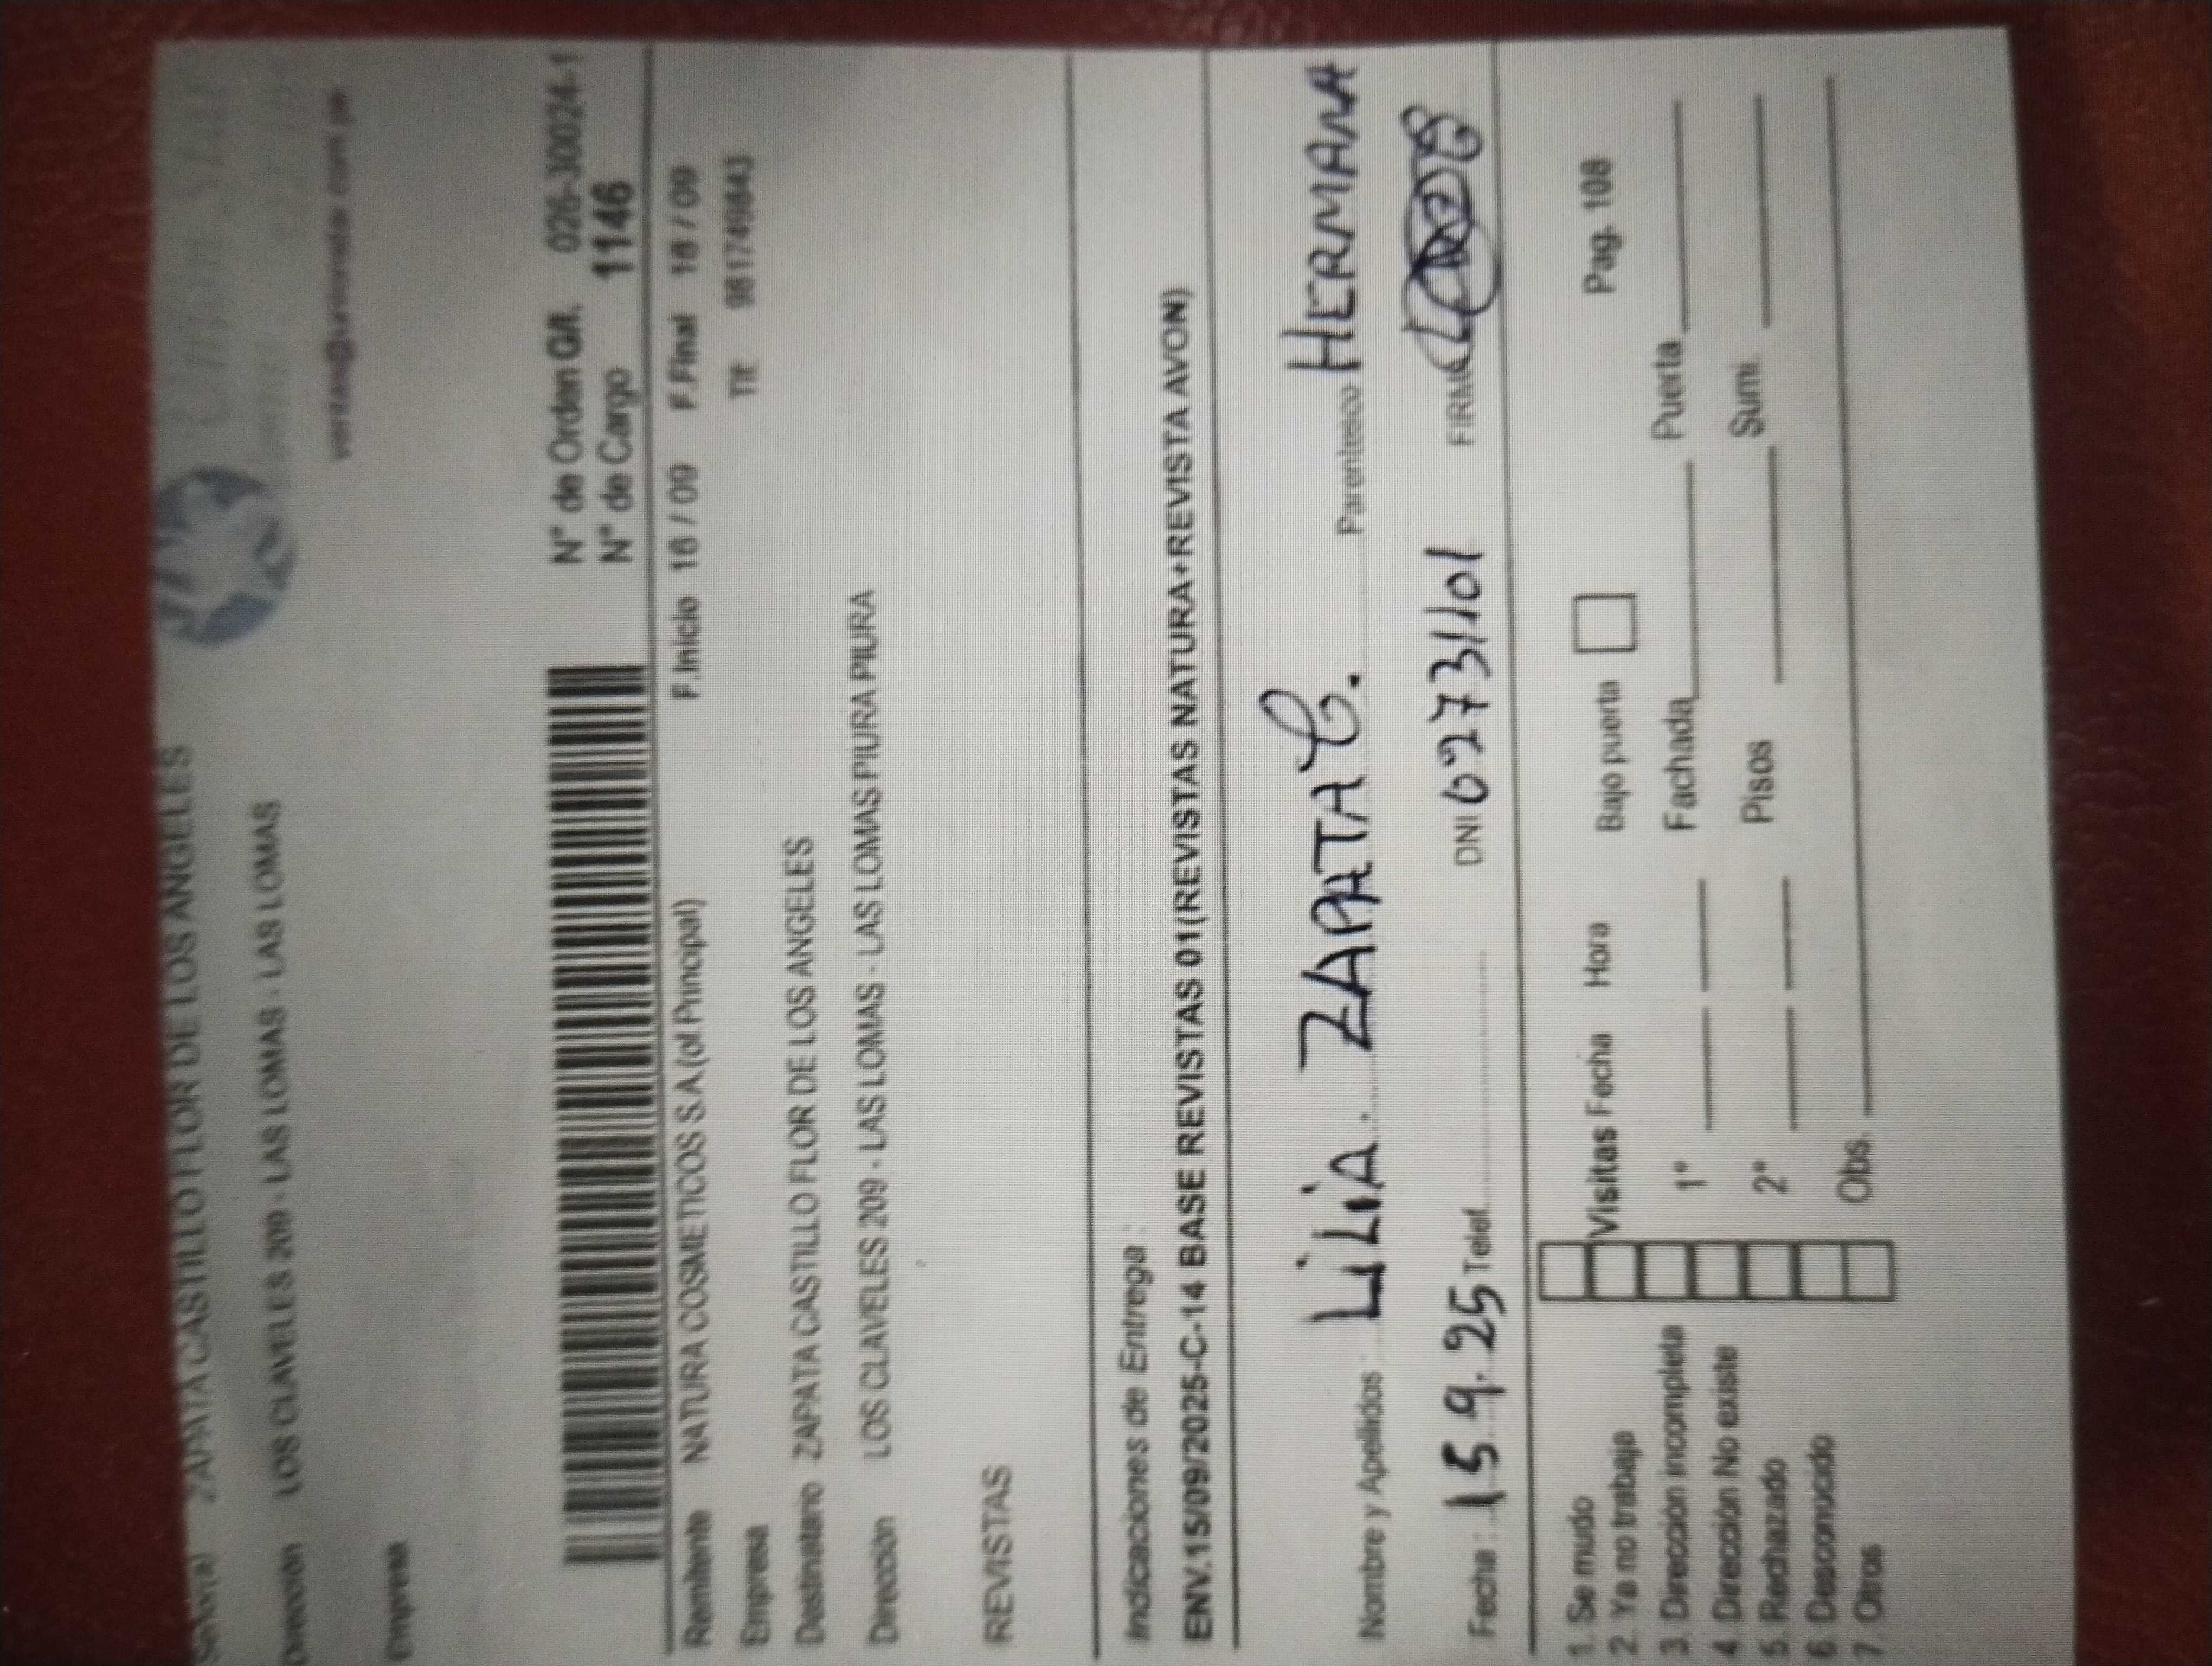 Señor(a) ZAPATA CASTILLO FLOR DE LOS ANGELES
Dirección LOS CLAVELES 209 - LAS LOMAS - LAS LOMAS
Empresa
N° de Orden G/R. 026-30024-1
N° de Cargo 1146
Remitente NATURA COSMETICOS S.A.(of.Principal) F.Inicio 16 / 09 F.Final 18 / 09
Empresa Tlf:
Destinatario ZAPATA CASTILLO FLOR DE LOS ANGELES
Dirección LOS CLAVELES 209 - LAS LOMAS - LAS LOMAS PIURA PIURA
REVISTAS
Indicaciones de Entrega :
ENV.15/09/2025-C-14 BASE REVISTAS 01(REVISTAS NATURA+REVISTA AVON)
Nombre y Apellidos : LiLiA. ZAPATA C. Parentesco HERMANA
Fecha : 15 9. 25 Telef. DNI 02731101 FIRMA
1. Se mudo
2. Ya no trabaja
3. Dirección incompleta
4. Dirección No existe
5. Rechazado
6. Desconocido
7. Otros
Visitas Fecha Hora Bajo puerta Pag. 108
1° Fachada Puerta
2° Pisos Sumi.
Obs.